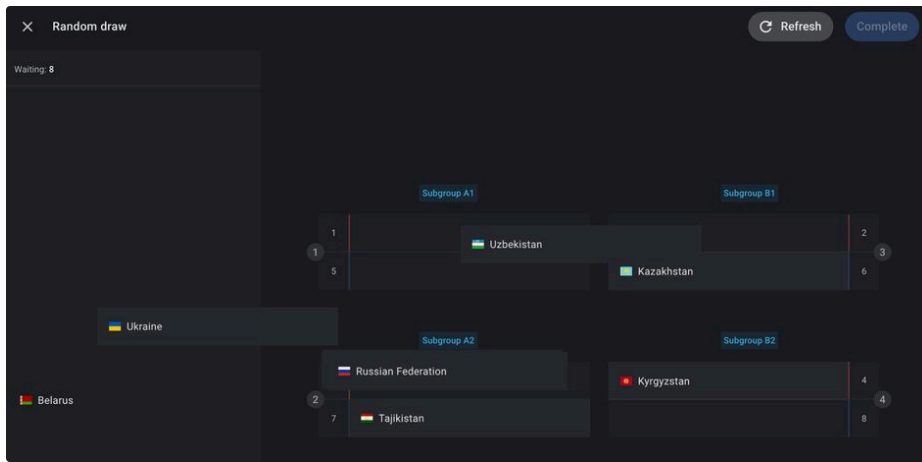 Random draw
Refresh
Complete
Waiting: 8
Subgroup A1
Subgroup B1
1
2
Uzbekistan
1
3
5
Kazakhstan
6
Ukraine
Subgroup A2
Subgroup B2
Russian Federation
Kyrgyzstan
4
Belarus
2
4
7
Tajikistan
8